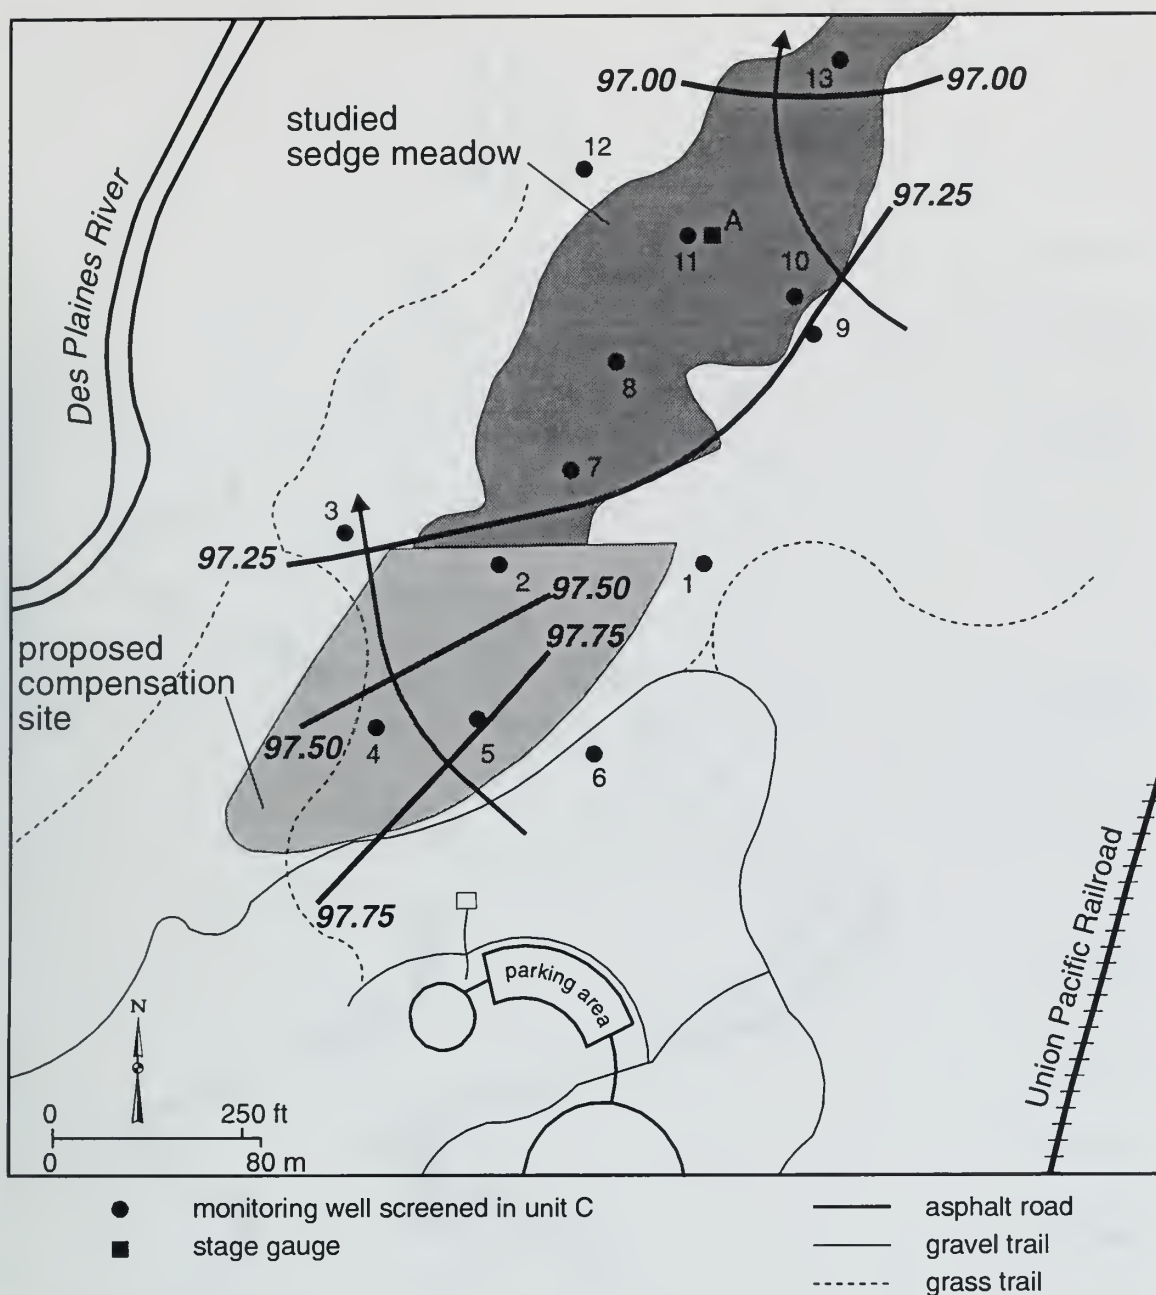 97.00
13
97.00
studied
sedge meadow
12
Des Plaines River
97.25
A
11
10
9
8
7
3
97.25
2
97.50
1
97.75
proposed
compensation
site
97.50
4
5
6
97.75
parking area
Union Pacific Railroad
N
0 250 ft
0 80 m
monitoring well screened in unit C
stage gauge
asphalt road
gravel trail
grass trail